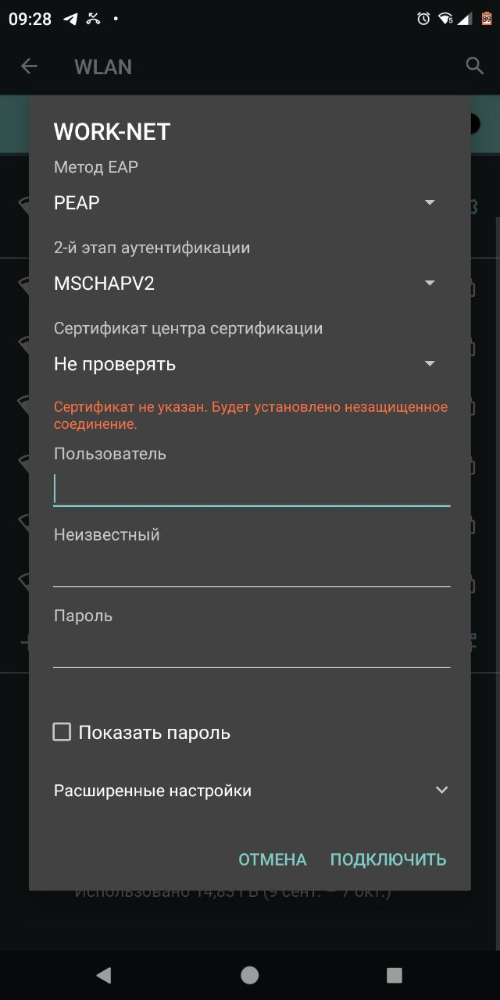 09:28
5
89
WLAN
WORK-NET
Метод EAP
PEAP
2-й этап аутентификации
MSCHAPV2
Сертификат центра сертификации
Не проверять
Сертификат не указан. Будет установлено незащищенное
соединение.
Пользователь
Неизвестный
Пароль
Показать пароль
Расширенные настройки
ОТМЕНА ПОДКЛЮЧИТЬ
Использовано 14,83 ГБ (9 сент. – 7 окт.)